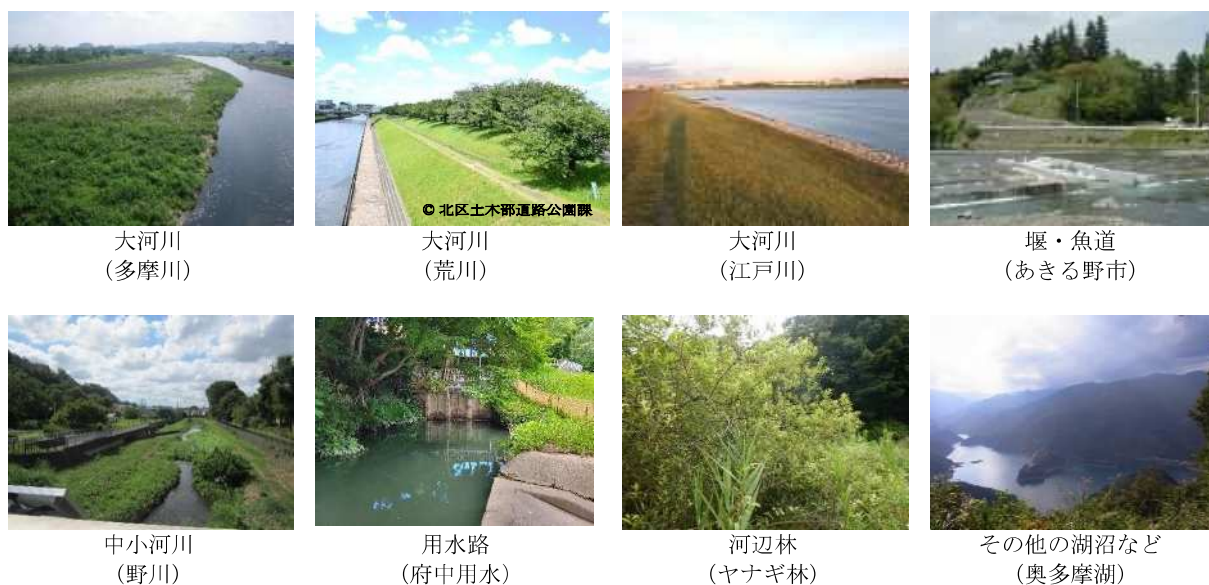 © 北区土木部道路公園課
大河川
（多摩川）
大河川
（荒川）
大河川
（江戸川）
堰・魚道
（あきる野市）
中小河川
（野川）
用水路
（府中用水）
河辺林
（ヤナギ林）
その他の湖沼など
（奥多摩湖）